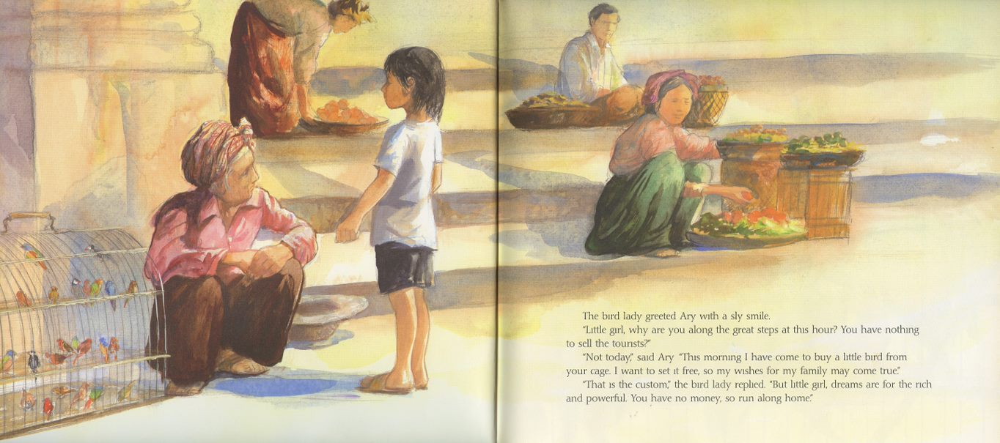 The bird lady greeted Ary with a sly smile.
“Little girl, why are you along the great steps at this hour? You have nothing
to sell the tourists?”
“Not today,” said Ary “This morning I have come to buy a little bird from
your cage. I want to set it free, so my wishes for my family may come true.”
“That is the custom,” the bird lady replied. “But little girl, dreams are for the rich
and powerful. You have no money, so run along home.”